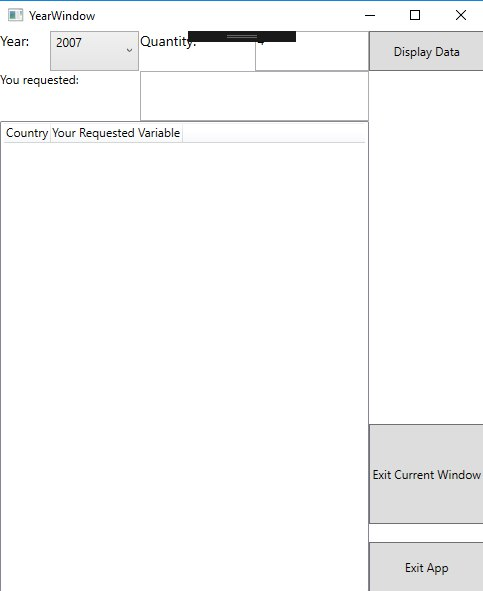 YearWindow
Year:
2007
Quantity:
Display Data
You requested:
Country Your Requested Variable
Exit Current Window
Exit App